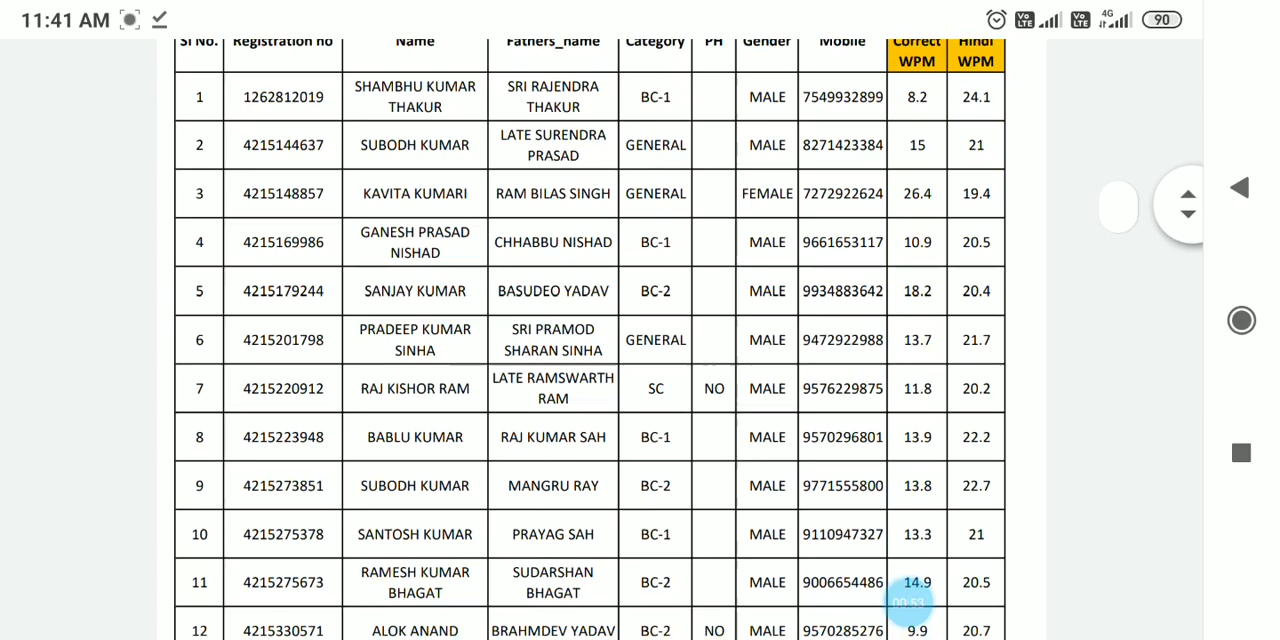 11:41 AM
Vo LTE Vo LTE 4G 90
Sl No. Registration no Name Fathers_name Category PH Gender Mobile Correct WPM Hindi WPM
1 1262812019 SHAMBHU KUMAR THAKUR SRI RAJENDRA THAKUR BC-1 MALE 7549932899 8.2 24.1
2 4215144637 SUBODH KUMAR LATE SURENDRA PRASAD GENERAL MALE 8271423384 15 21
3 4215148857 KAVITA KUMARI RAM BILAS SINGH GENERAL FEMALE 7272922624 26.4 19.4
4 4215169986 GANESH PRASAD NISHAD CHHABBU NISHAD BC-1 MALE 9661653117 10.9 20.5
5 4215179244 SANJAY KUMAR BASUDEO YADAV BC-2 MALE 9934883642 18.2 20.4
6 4215201798 PRADEEP KUMAR SINHA SRI PRAMOD SHARAN SINHA GENERAL MALE 9472922988 13.7 21.7
7 4215220912 RAJ KISHOR RAM LATE RAMSWARTH RAM SC NO MALE 9576229875 11.8 20.2
8 4215223948 BABLU KUMAR RAJ KUMAR SAH BC-1 MALE 9570296801 13.9 22.2
9 4215273851 SUBODH KUMAR MANGRU RAY BC-2 MALE 9771555800 13.8 22.7
10 4215275378 SANTOSH KUMAR PRAYAG SAH BC-1 MALE 9110947327 13.3 21
11 4215275673 RAMESH KUMAR BHAGAT SUDARSHAN BHAGAT BC-2 MALE 9006654486 14.9 20.5
00:53
12 4215330571 ALOK ANAND BRAHMDEV YADAV BC-2 NO MALE 9570285276 9.9 20.7